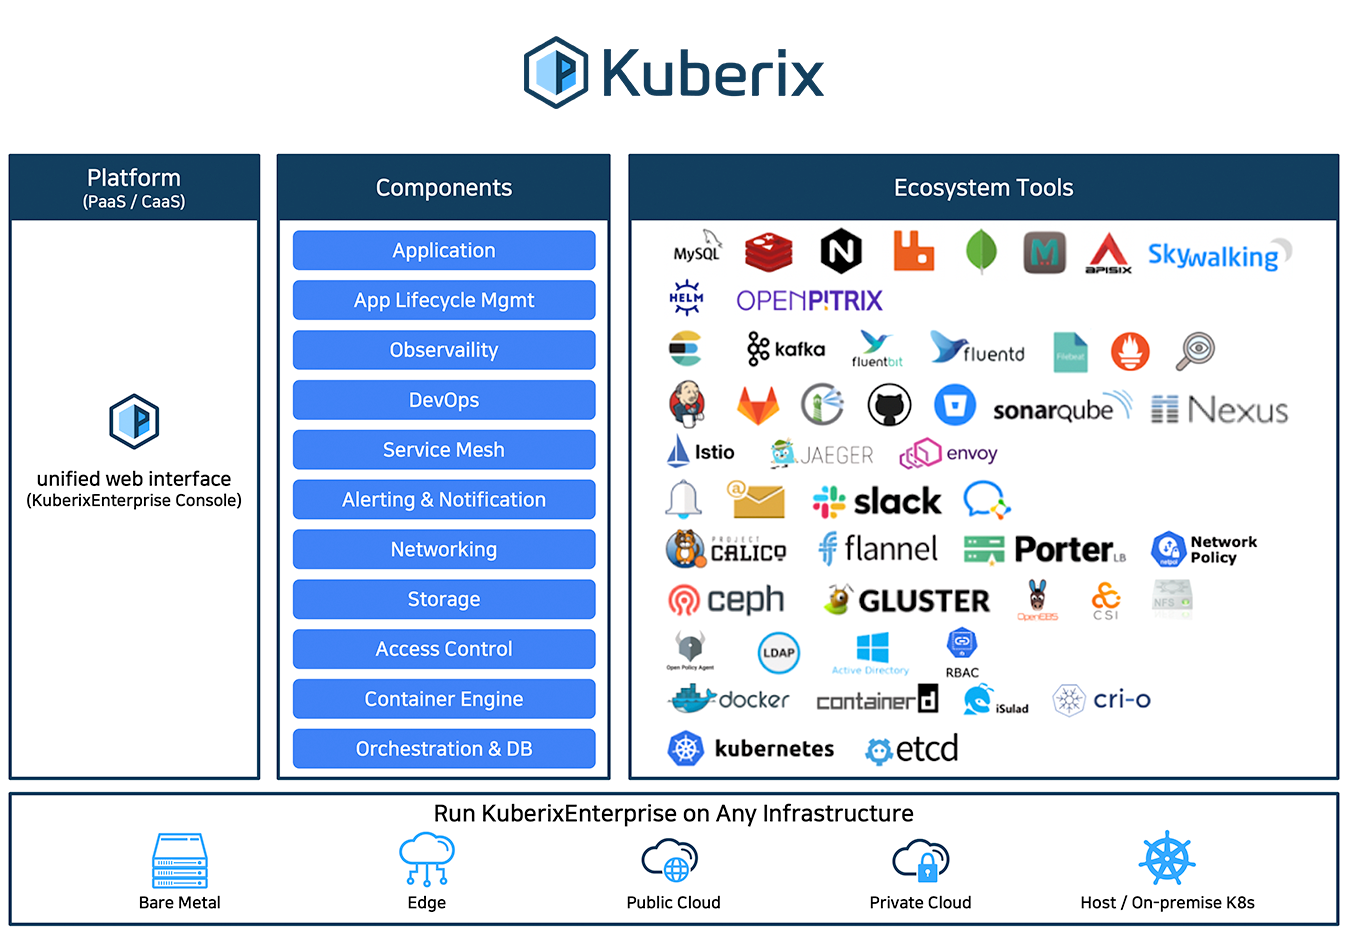 Kuberix
Platform
(PaaS / CaaS)
unified web interface
(KuberixEnterprise Console)
Components
Application
App Lifecycle Mgmt
Observaility
DevOps
Service Mesh
Alerting & Notification
Networking
Storage
Access Control
Container Engine
Orchestration & DB
Ecosystem Tools
MySQL N M APISIX Skywalking
HELM OPENP!TRIX
kafka fluentbit fluentd Filebeat
sonarqube Nexus
Istio JAEGER envoy
@ slack
PROJECT CALICO flannel Porter LB netpol Network Policy
ceph GLUSTER OpenEBS CSI NFS
Open Policy Agent LDAP Active Directory RBAC
docker containerd iSulad cri-o
kubernetes etcd
Run KuberixEnterprise on Any Infrastructure
Bare Metal Edge Public Cloud Private Cloud Host / On-premise K8s